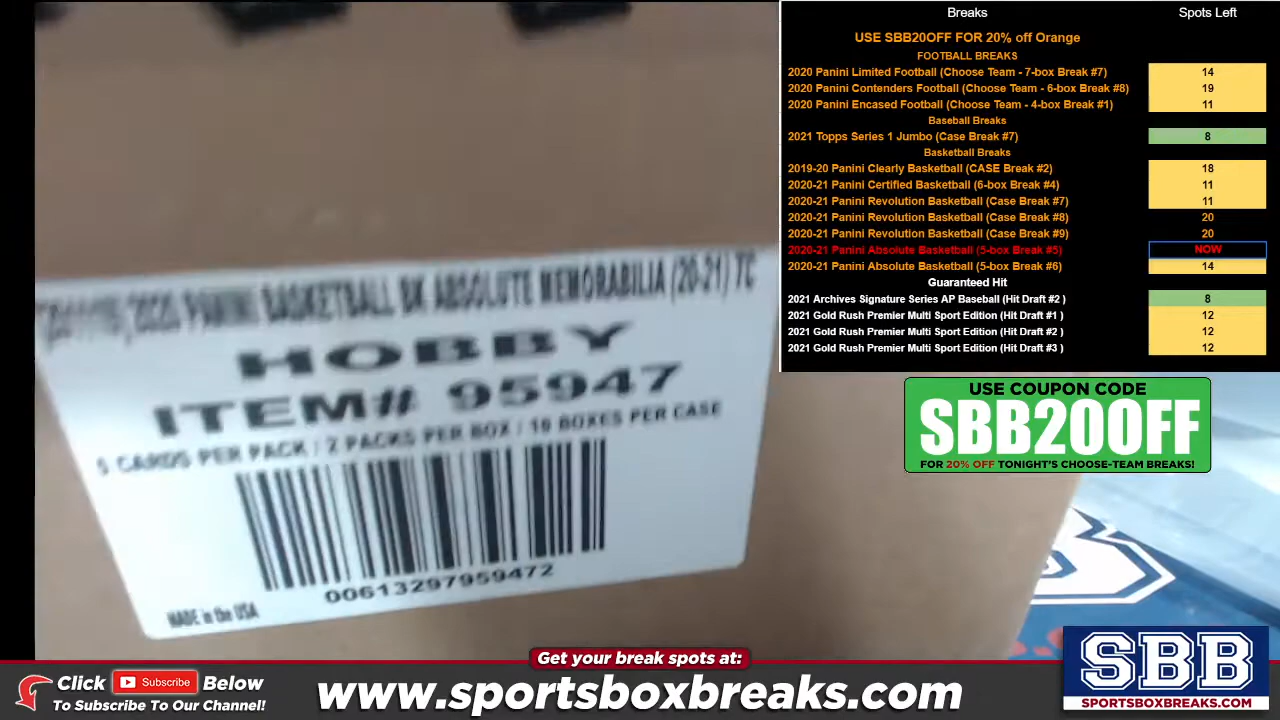 Breaks Spots Left
USE SBB20OFF FOR 20% off Orange
FOOTBALL BREAKS
2020 Panini Limited Football (Choose Team - 7-box Break #7) 14
2020 Panini Contenders Football (Choose Team - 6-box Break #8) 19
2020 Panini Encased Football (Choose Team - 4-box Break #1) 11
Baseball Breaks
2021 Topps Series 1 Jumbo (Case Break #7) 8
Basketball Breaks
2019-20 Panini Clearly Basketball (CASE Break #2) 18
2020-21 Panini Certified Basketball (6-box Break #4) 11
2020-21 Panini Revolution Basketball (Case Break #7) 11
2020-21 Panini Revolution Basketball (Case Break #8) 20
2020-21 Panini Revolution Basketball (Case Break #9) 20
2020-21 Panini Absolute Basketball (5-box Break #5) NOW
2020-21 Panini Absolute Basketball (5-box Break #6) 14
Guaranteed Hit
2021 Archives Signature Series AP Baseball (Hit Draft #2 ) 8
2021 Gold Rush Premier Multi Sport Edition (Hit Draft #1 ) 12
2021 Gold Rush Premier Multi Sport Edition (Hit Draft #2 ) 12
2021 Gold Rush Premier Multi Sport Edition (Hit Draft #3 ) 12
2020 PANINI BASKETBALL BK ABSOLUTE MEMORABILIA (20-21) 7C
HOBBY
ITEM# 95947
5 CARDS PER PACK / 2 PACKS PER BOX / 10 BOXES PER CASE
00613297959472
MADE in the USA
USE COUPON CODE
SBB20OFF
FOR 20% OFF TONIGHT'S CHOOSE-TEAM BREAKS!
Get your break spots at:
Click Subscribe Below
To Subscribe To Our Channel!
www.sportsboxbreaks.com
SBB
SPORTSBOXBREAKS.COM